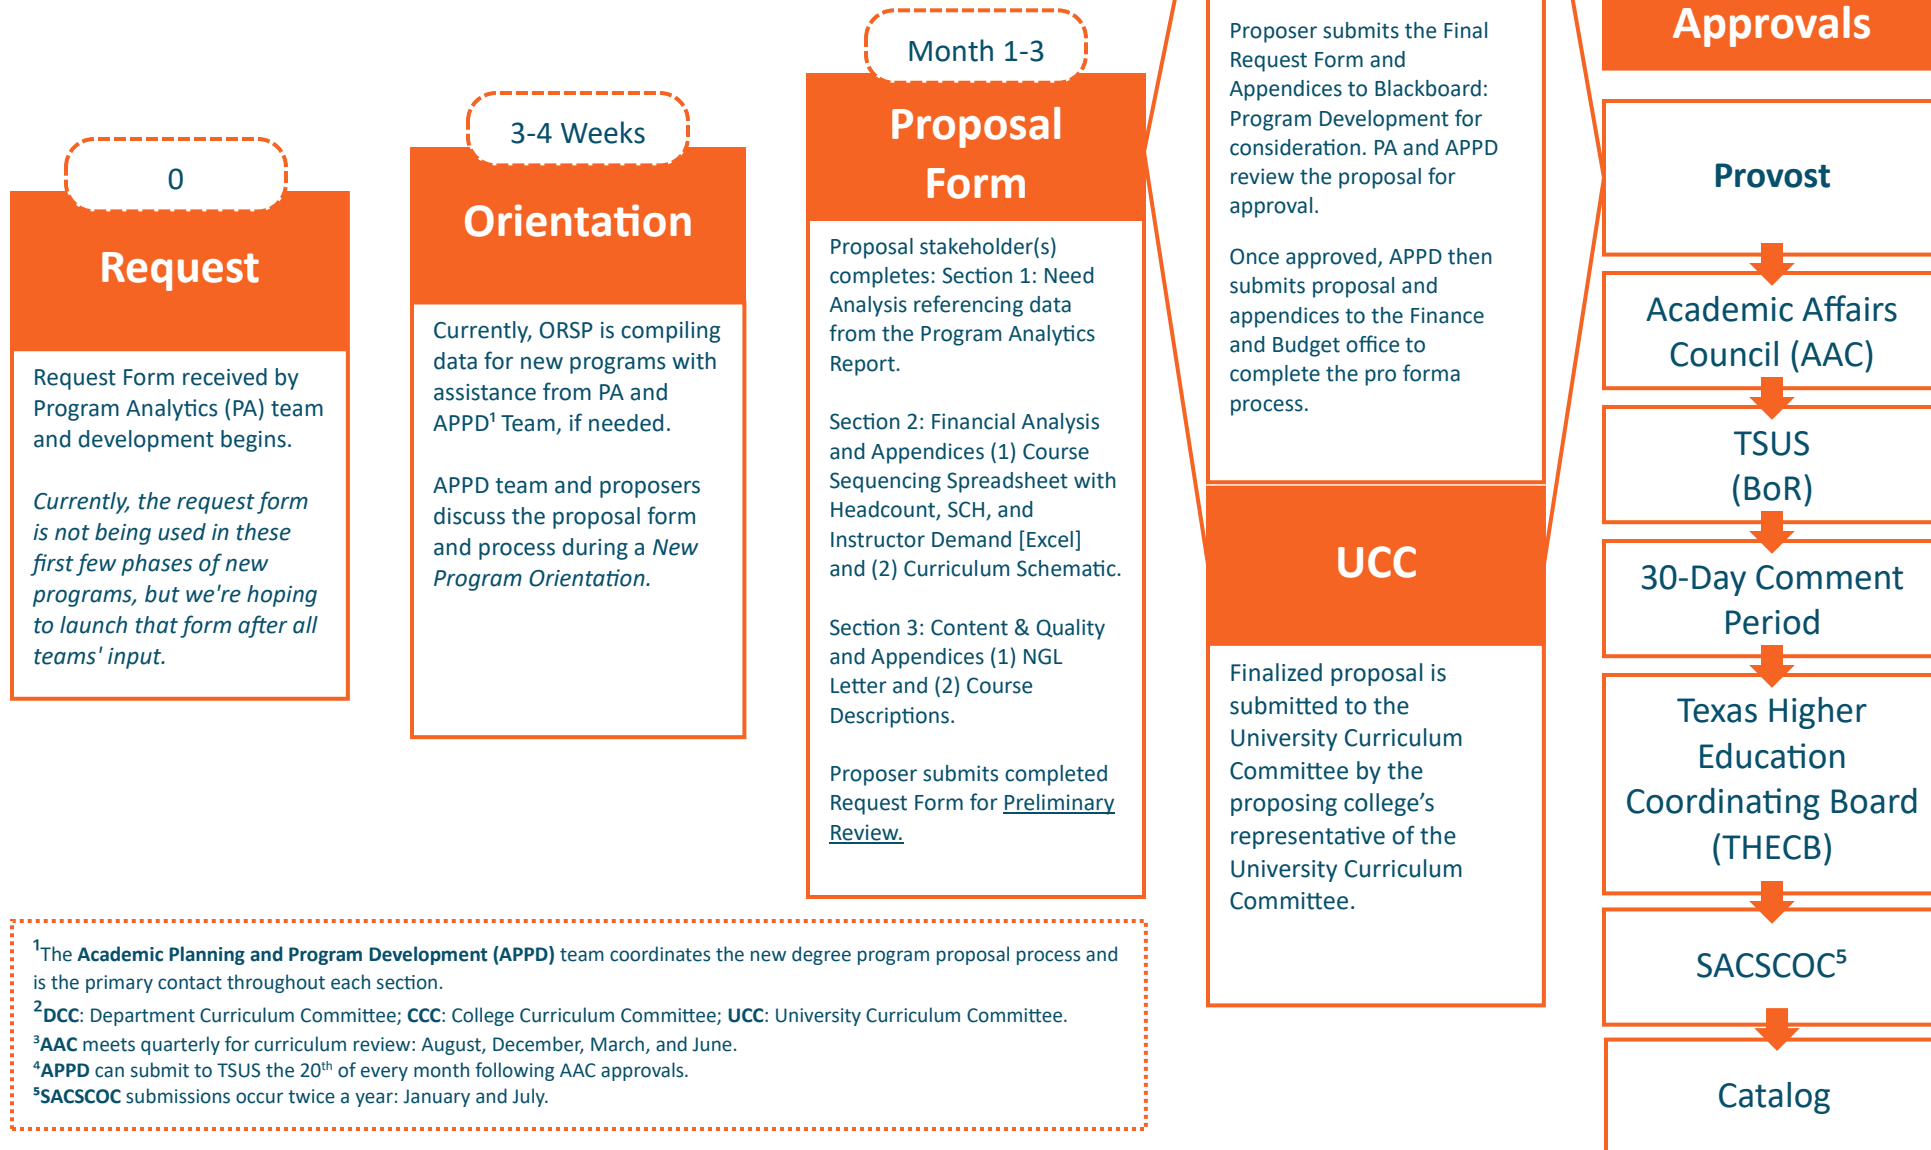 0
Request
Request Form received by
Program Analytics (PA) team
and development begins.
Currently, the request form
is not being used in these
first few phases of new
programs, but we're hoping
to launch that form after all
teams' input.
3-4 Weeks
Orientation
Currently, ORSP is compiling
data for new programs with
assistance from PA and
APPD¹ Team, if needed.
APPD team and proposers
discuss the proposal form
and process during a New
Program Orientation.
Month 1-3
Proposal
Form
Proposal stakeholder(s)
completes: Section 1: Need
Analysis referencing data
from the Program Analytics
Report.
Section 2: Financial Analysis
and Appendices (1) Course
Sequencing Spreadsheet with
Headcount, SCH, and
Instructor Demand [Excel]
and (2) Curriculum Schematic.
Section 3: Content & Quality
and Appendices (1) NGL
Letter and (2) Course
Descriptions.
Proposer submits completed
Request Form for Preliminary
Review.
Proposer submits the Final
Request Form and
Appendices to Blackboard:
Program Development for
consideration. PA and APPD
review the proposal for
approval.
Once approved, APPD then
submits proposal and
appendices to the Finance
and Budget office to
complete the pro forma
process.
UCC
Finalized proposal is
submitted to the
University Curriculum
Committee by the
proposing college's
representative of the
University Curriculum
Committee.
Approvals
Provost
Academic Affairs
Council (AAC)
TSUS
(BoR)
30-Day Comment
Period
Texas Higher
Education
Coordinating Board
(THECB)
SACSCOC⁵
Catalog
¹The Academic Planning and Program Development (APPD) team coordinates the new degree program proposal process and
is the primary contact throughout each section.
²DCC: Department Curriculum Committee; CCC: College Curriculum Committee; UCC: University Curriculum Committee.
³AAC meets quarterly for curriculum review: August, December, March, and June.
⁴APPD can submit to TSUS the 20th of every month following AAC approvals.
⁵SACSCOC submissions occur twice a year: January and July.